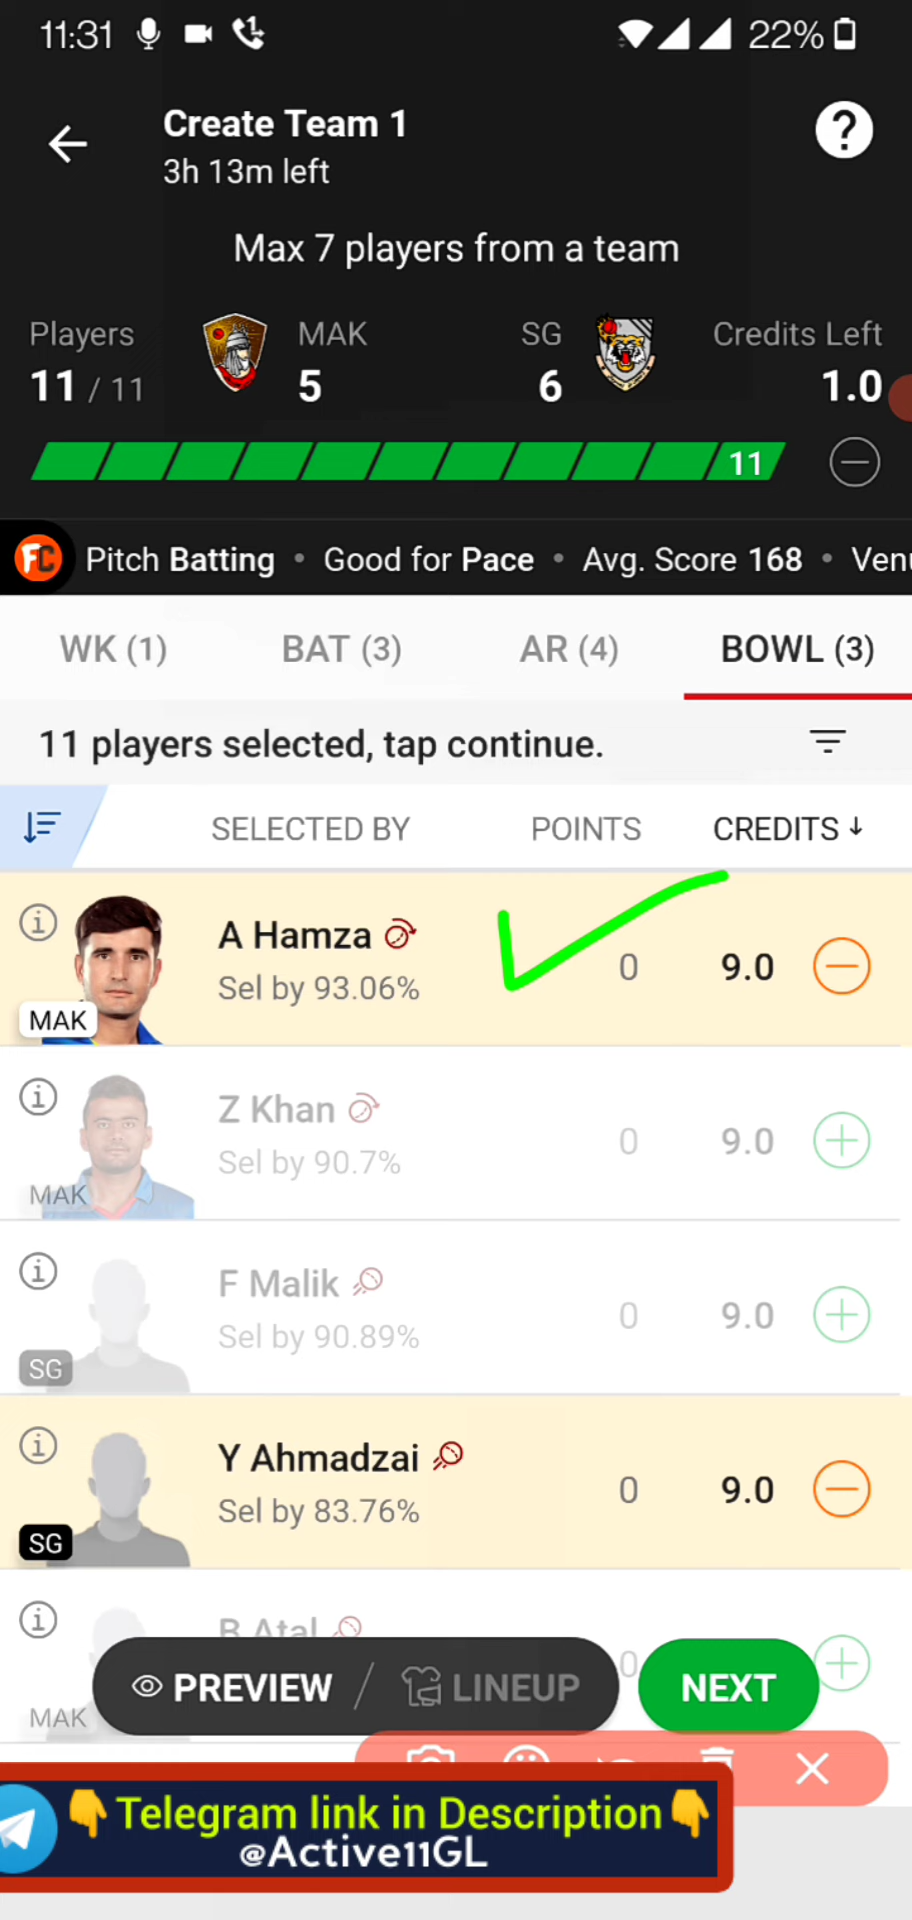 11:31 22%
Create Team 1
3h 13m left
Max 7 players from a team
Players MAK SG Credits Left
11 / 11 5 6 1.0
11
FC Pitch Batting • Good for Pace • Avg. Score 168 • Venu
WK (1) BAT (3) AR (4) BOWL (3)
11 players selected, tap continue.
SELECTED BY POINTS CREDITS ↓
A Hamza
Sel by 93.06% 0 9.0
MAK
Z Khan
Sel by 90.7% 0 9.0
MAK
F Malik
Sel by 90.89% 0 9.0
SG
Y Ahmadzai
Sel by 83.76% 0 9.0
SG
B Atal
0
PREVIEW / LINEUP NEXT
MAK
👇Telegram link in Description👇
@Active11GL